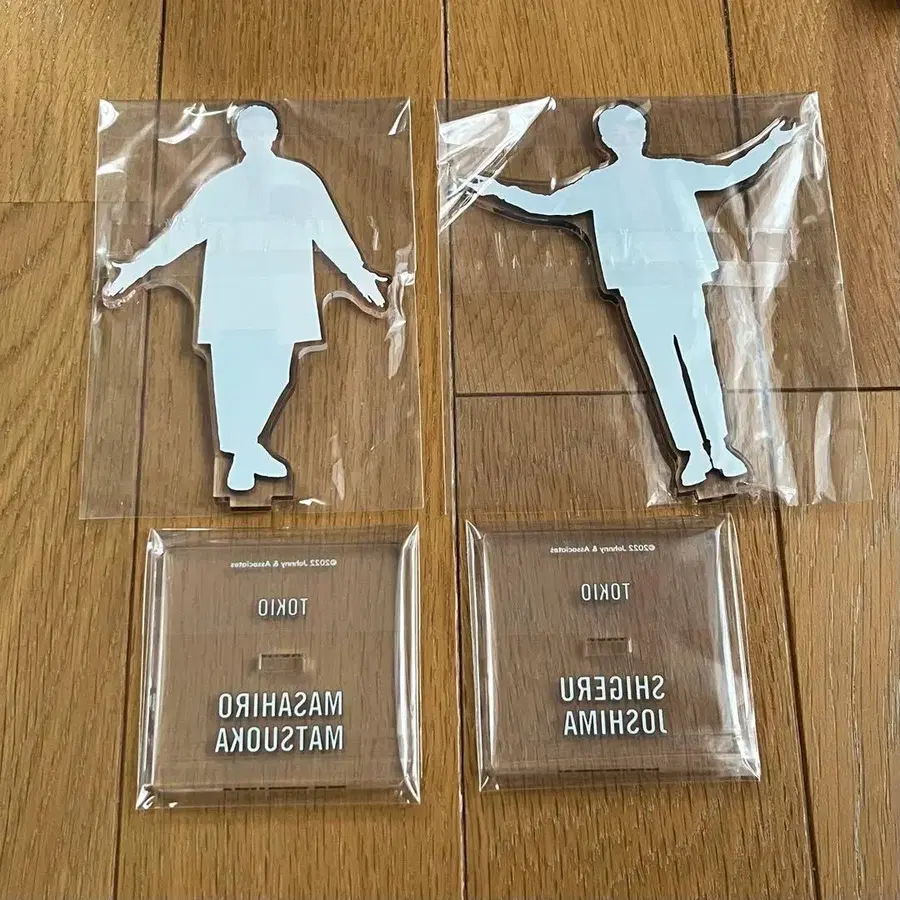 ©2022 Johnny & Associates
TOKIO
MASAHIRO
MATSUOKA
©2022 Johnny & Associates
TOKIO
SHIGERU
JOSHIMA